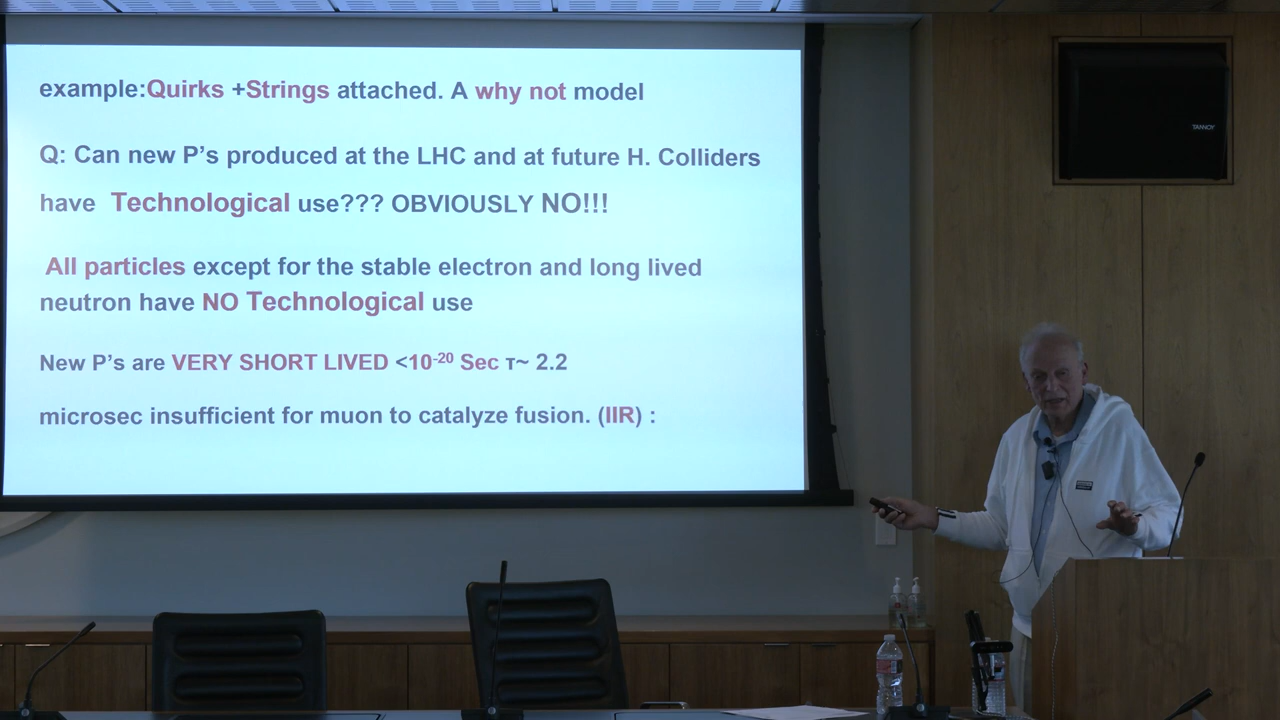 example:Quirks +Strings attached. A why not model
Q: Can new P's produced at the LHC and at future H. Colliders
have Technological use??? OBVIOUSLY NO!!!
All particles except for the stable electron and long lived
neutron have NO Technological use
New P's are VERY SHORT LIVED <10-20 Sec τ~ 2.2
microsec insufficient for muon to catalyze fusion. (IIR) :
TANNOY